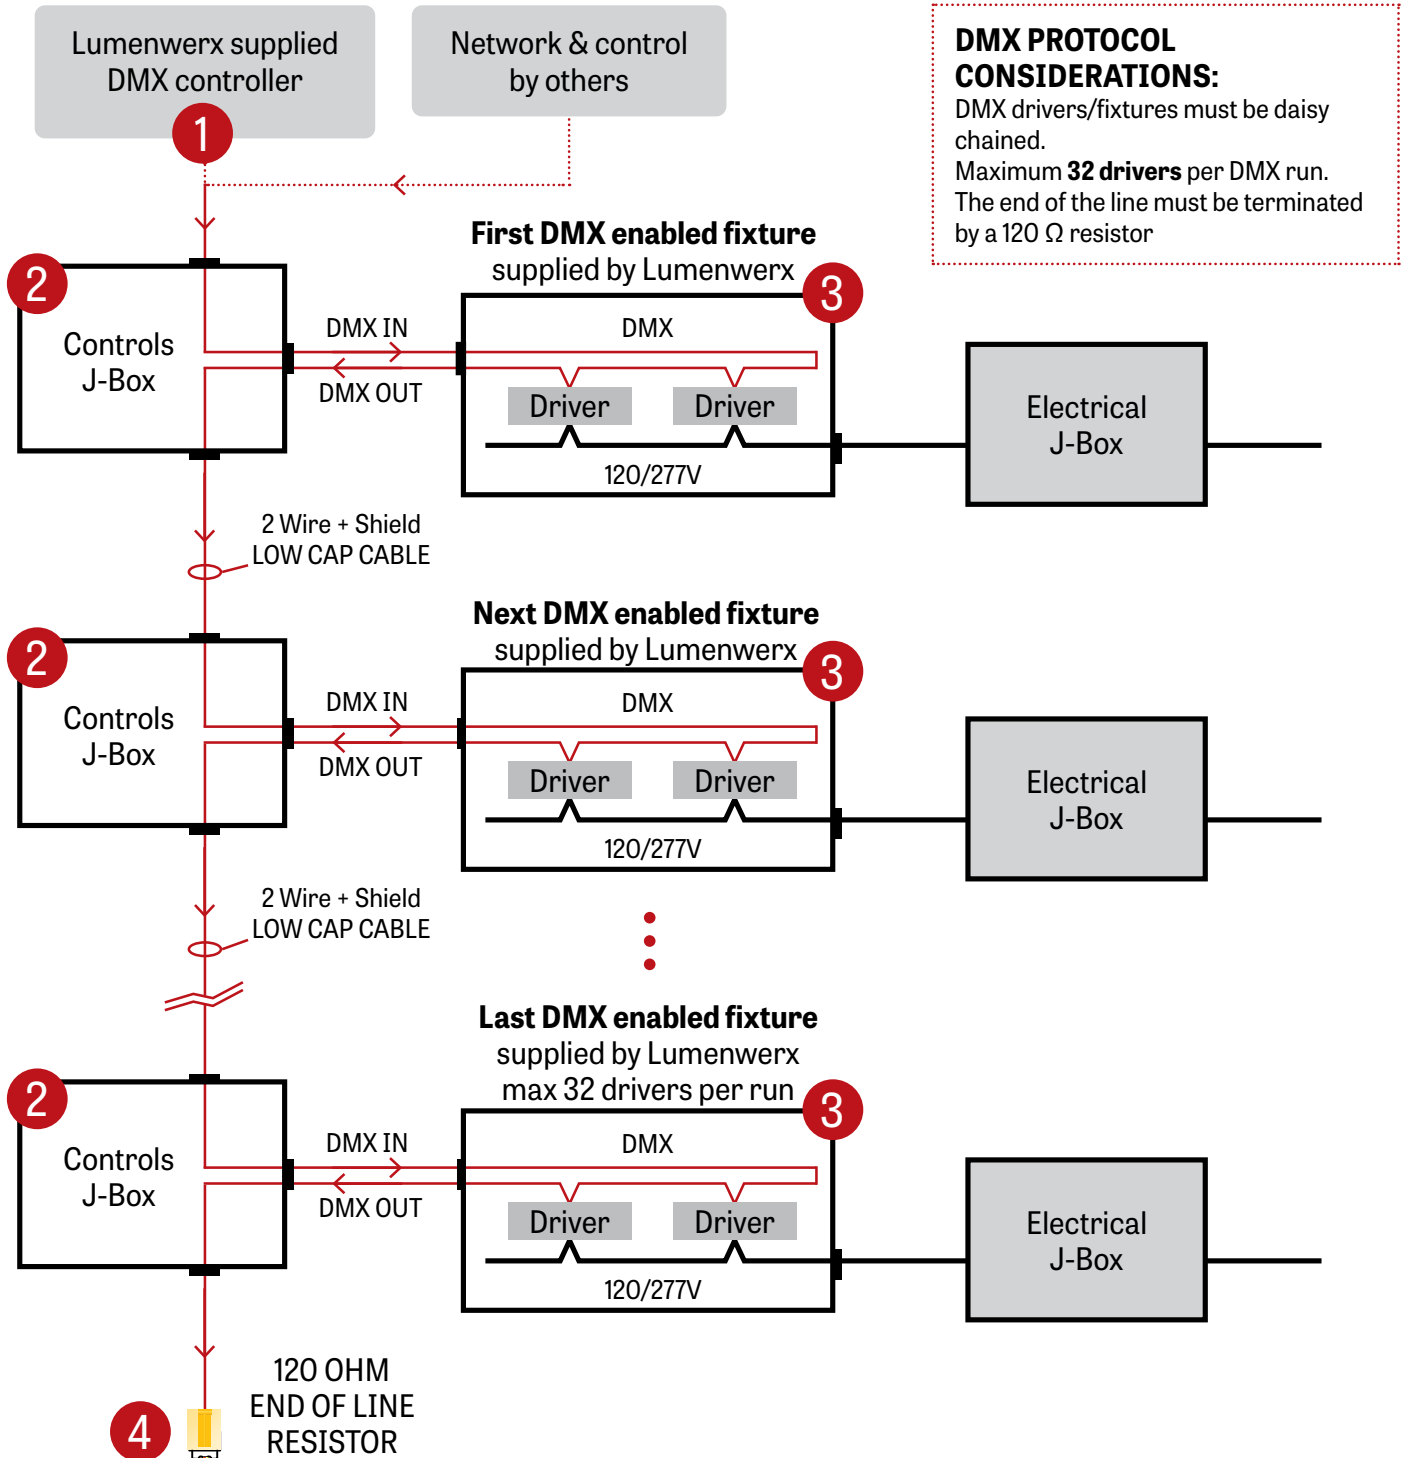 Lumenwerx supplied
DMX controller
1
Network & control
by others
DMX PROTOCOL
CONSIDERATIONS:
DMX drivers/fixtures must be daisy
chained.
Maximum 32 drivers per DMX run.
The end of the line must be terminated
by a 120 Ω resistor
2
Controls
J-Box
DMX IN
DMX OUT
First DMX enabled fixture
supplied by Lumenwerx
3
DMX
Driver
Driver
120/277V
Electrical
J-Box
2 Wire + Shield
LOW CAP CABLE
2
Controls
J-Box
DMX IN
DMX OUT
Next DMX enabled fixture
supplied by Lumenwerx
3
DMX
Driver
Driver
120/277V
Electrical
J-Box
2 Wire + Shield
LOW CAP CABLE
2
Controls
J-Box
DMX IN
DMX OUT
Last DMX enabled fixture
supplied by Lumenwerx
max 32 drivers per run
3
DMX
Driver
Driver
120/277V
Electrical
J-Box
4
120 OHM
END OF LINE
RESISTOR